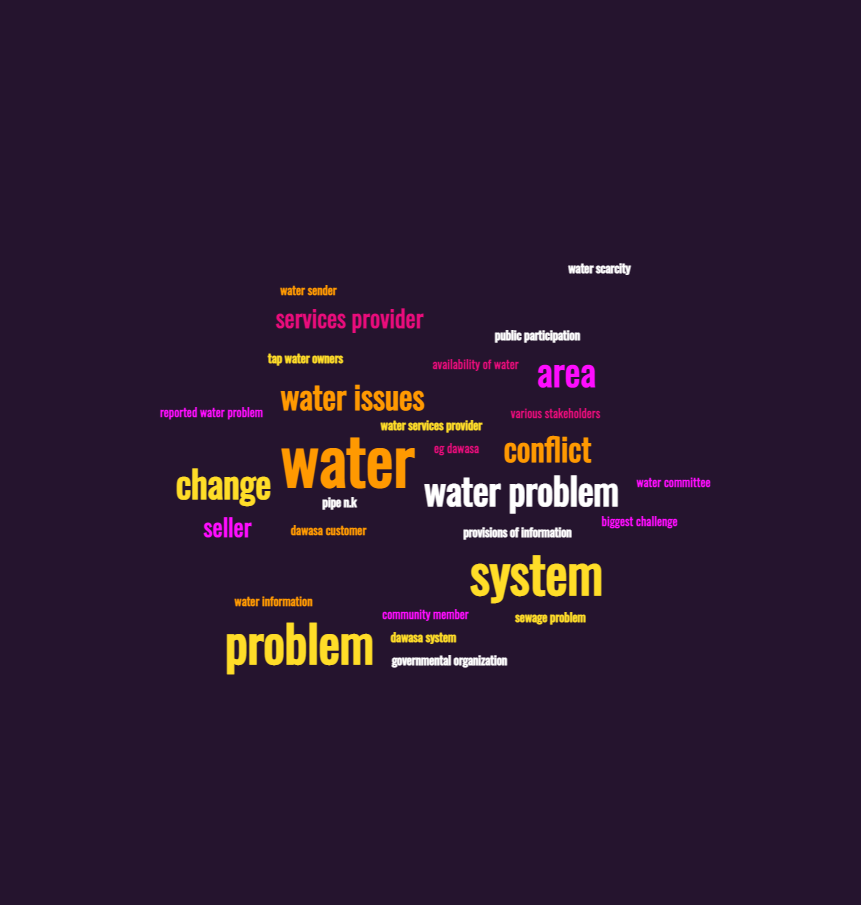 water scarcity
water sender
services provider
public participation
tap water owners
availability of water
area
water issues
reported water problem
various stakeholders
water services provider
water
eg dawasa
conflict
change
water problem
water committee
pipe n.k
seller
dawasa customer
provisions of information
biggest challenge
system
water information
community member
sewage problem
problem
dawasa system
governmental organization